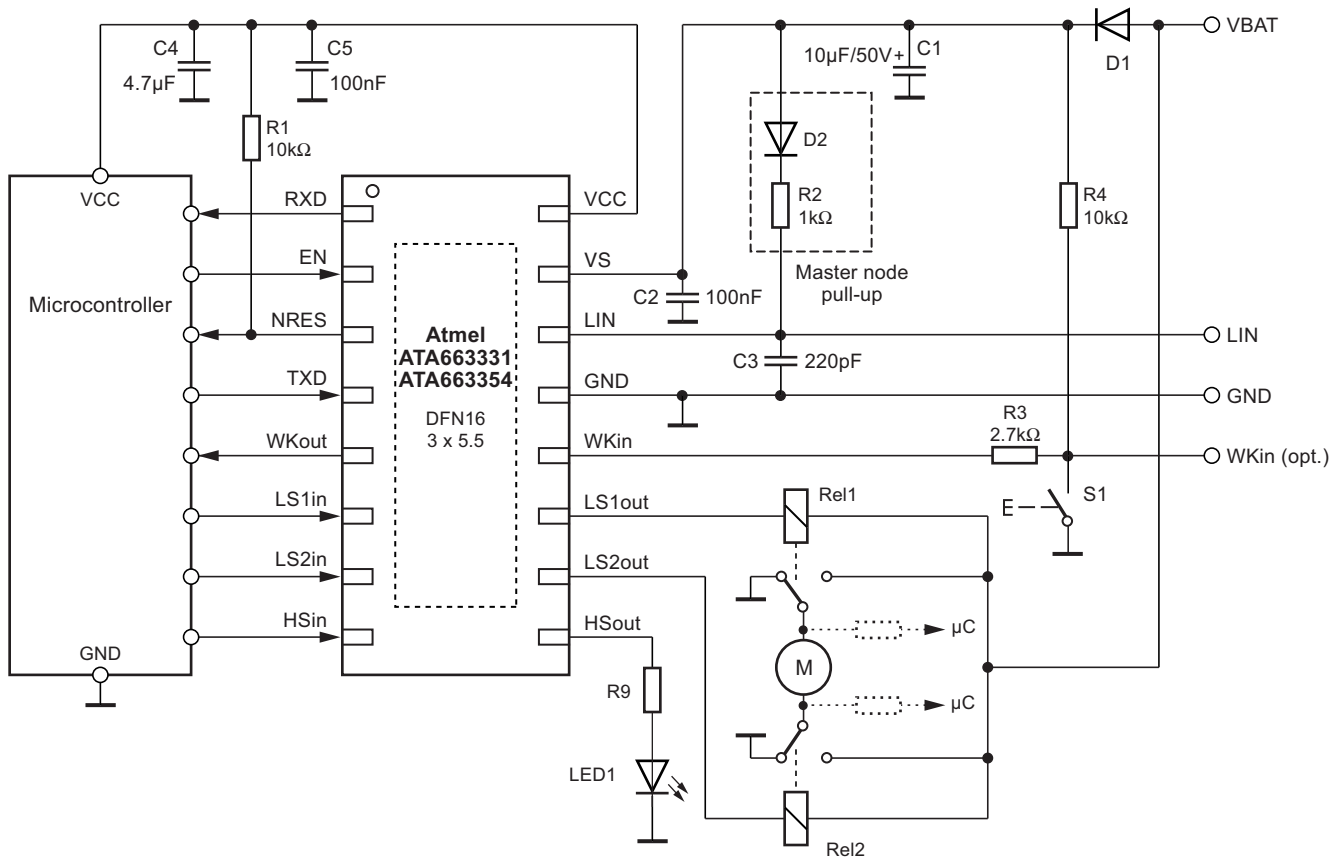 C4
4.7µF
C5
100nF
10µF/50V+
C1
VBAT
D1
R1
10kΩ
D2
R2
1kΩ
R4
10kΩ
VCC
RXD
VCC
EN
VS
Master node
pull-up
Microcontroller
C2
100nF
NRES
LIN
LIN
Atmel
ATA663331
ATA663354
C3
220pF
TXD
GND
GND
DFN16
3 x 5.5
R3
2.7kΩ
WKout
WKin
WKin (opt.)
LS1in
LS1out
Rel1
S1
E
LS2in
LS2out
HSin
HSout
µC
GND
M
R9
µC
LED1
Rel2